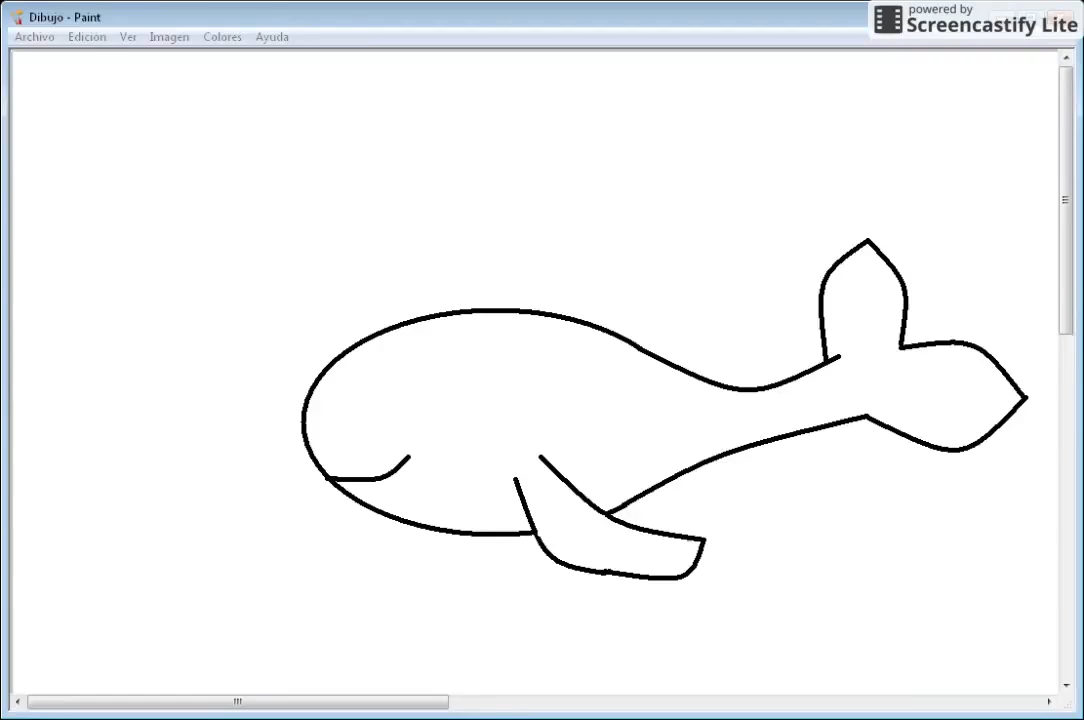 Dibujo - Paint
powered by
Screencastify Lite
Archivo Edicion Ver Imagen Colores Ayuda